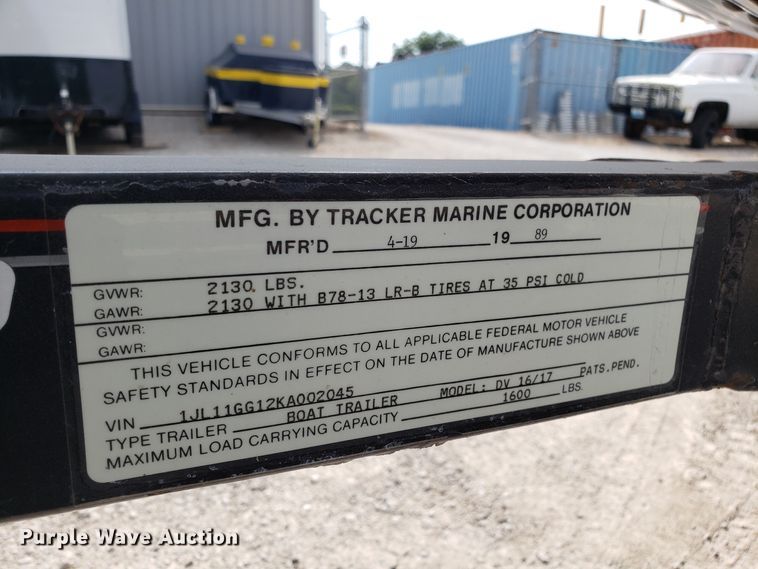 MFG. BY TRACKER MARINE CORPORATION
MFR'D 4-19 19 89
GVWR: 2130 LBS.
GAWR: 2130 WITH B78-13 LR-B TIRES AT 35 PSI COLD
GVWR:
GAWR:
THIS VEHICLE CONFORMS TO ALL APPLICABLE FEDERAL MOTOR VEHICLE
SAFETY STANDARDS IN EFFECT ON THE DATE OF MANUFACTURE SHOWN ABOVE
VIN 1JL11GG12KA002045 MODEL: DV 16/17 PATS. PEND.
TYPE TRAILER BOAT TRAILER
MAXIMUM LOAD CARRYING CAPACITY 1600 LBS.
Purple Wave Auction